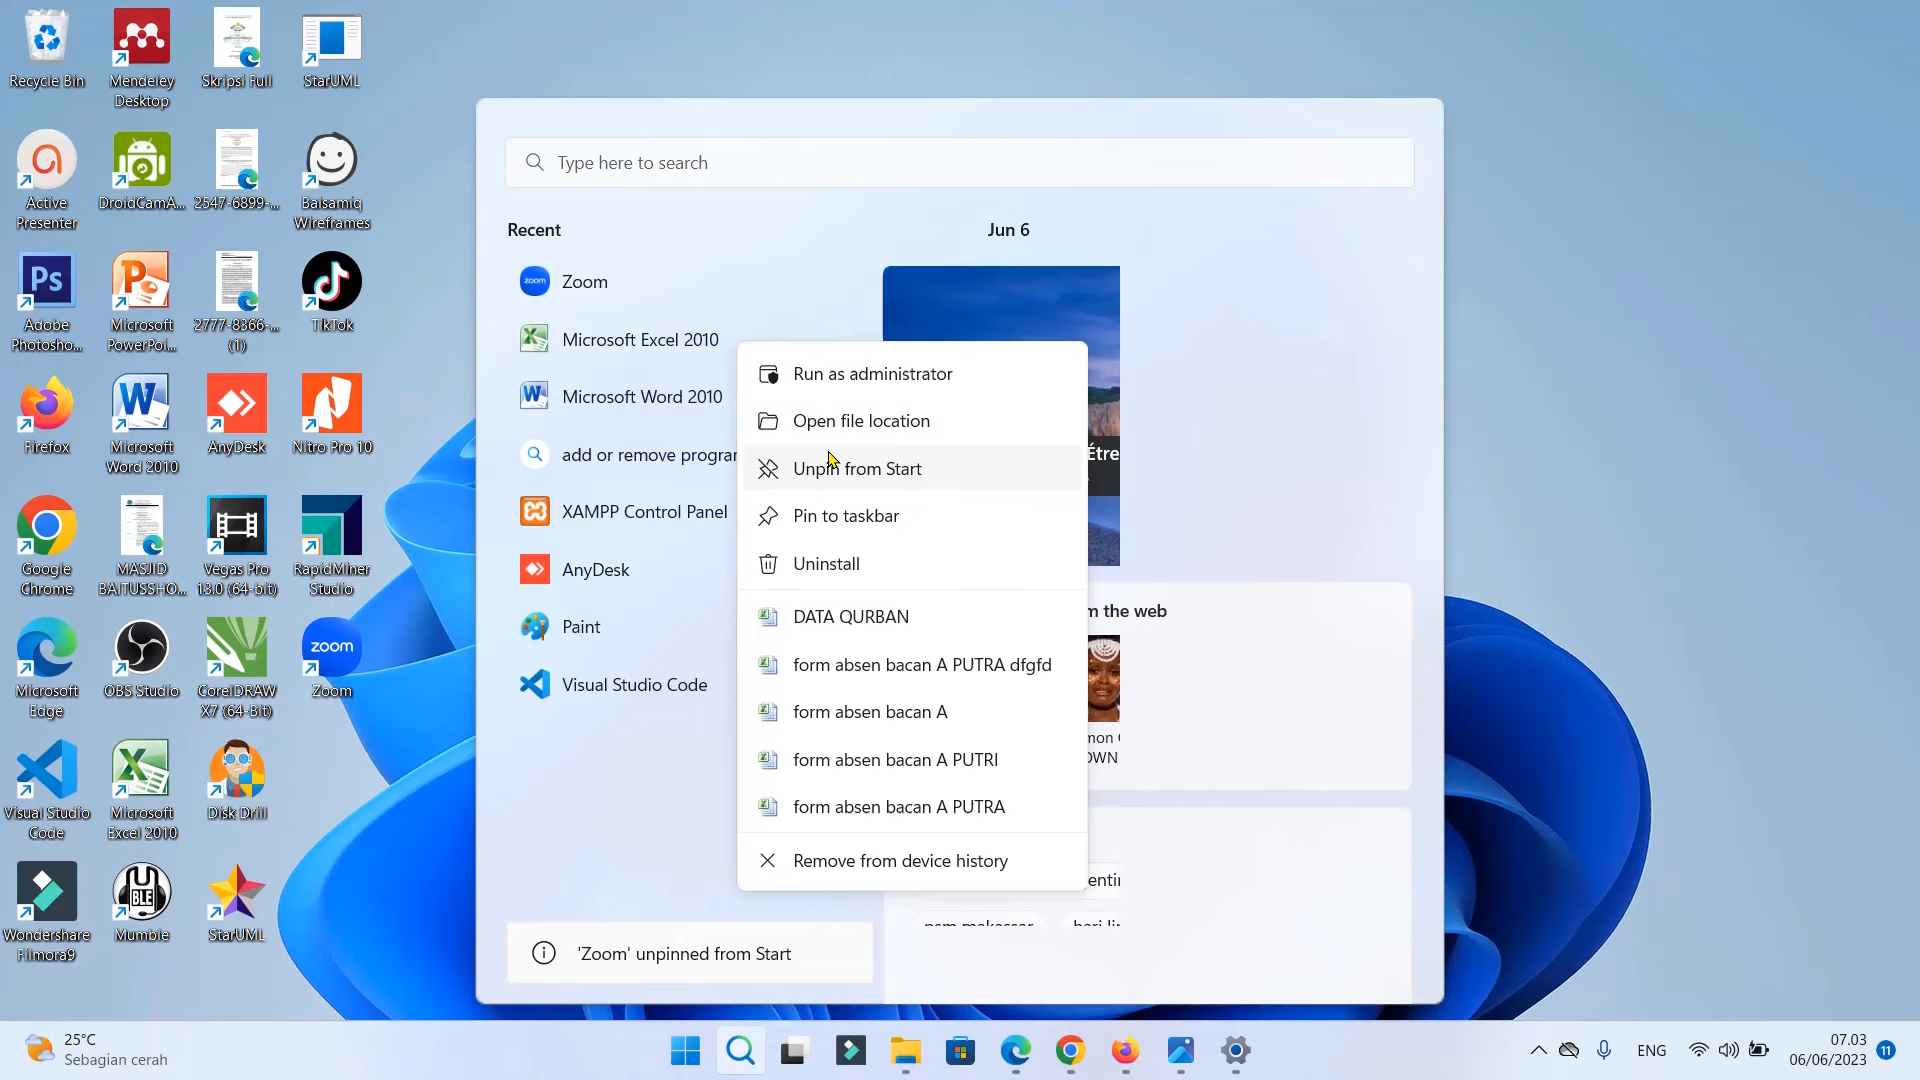 Recycle Bin
Mendeley
Desktop
Skripsi Full
StarUML
Active
Presenter
DroidCamA...
2547-6899-...
Balsamiq
Wireframes
Ps
Adobe
Photosho...
Microsoft
PowerPoi...
2777-8366-...
(1)
TikTok
Firefox
Microsoft
Word 2010
AnyDesk
Nitro Pro 10
Google
Chrome
MASJID
BAITUSSHO...
Vegas Pro
13.0 (64-bit)
RapidMiner
Studio
Microsoft
Edge
OBS Studio
CorelDRAW
X7 (64-Bit)
zoom
Zoom
Visual Studio
Code
Microsoft
Excel 2010
Disk Drill
Wondershare
Filmora9
Mumble
StarUML
Type here to search
Recent
Jun 6
zoom
Zoom
Microsoft Excel 2010
Microsoft Word 2010
add or remove progra
XAMPP Control Panel
AnyDesk
Paint
Visual Studio Code
Run as administrator
Open file location
Unpin from Start
Pin to taskbar
Uninstall
DATA QURBAN
form absen bacan A PUTRA dfgfd
form absen bacan A
form absen bacan A PUTRI
form absen bacan A PUTRA
Remove from device history
Étre
m the web
'Zoom' unpinned from Start
25°C
Sebagian cerah
ENG
07.03
06/06/2023
11